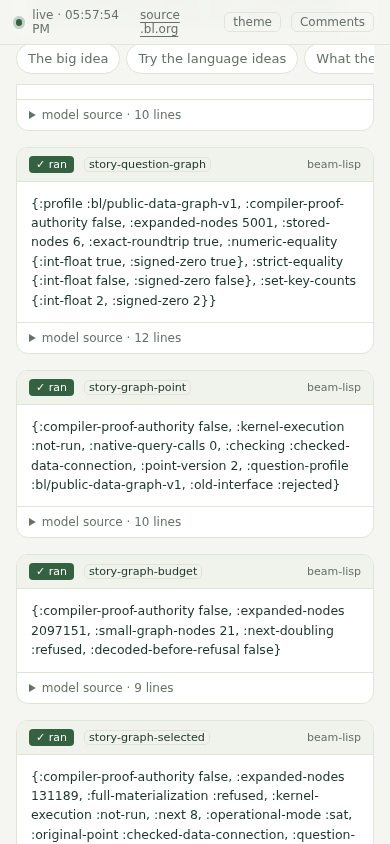 live · 05:57:54
PM
source
.bl.org
theme
Comments
The big idea
Try the language ideas
What the
▶ model source · 10 lines
✓ ran
story-question-graph
beam-lisp
{:profile :bl/public-data-graph-v1, :compiler-proof-
authority false, :expanded-nodes 5001, :stored-
nodes 6, :exact-roundtrip true, :numeric-equality
{:int-float true, :signed-zero true}, :strict-equality
{:int-float false, :signed-zero false}, :set-key-counts
{:int-float 2, :signed-zero 2}}
▶ model source · 12 lines
✓ ran
story-graph-point
beam-lisp
{:compiler-proof-authority false, :kernel-execution
:not-run, :native-query-calls 0, :checking :checked-
data-connection, :point-version 2, :question-profile
:bl/public-data-graph-v1, :old-interface :rejected}
▶ model source · 10 lines
✓ ran
story-graph-budget
beam-lisp
{:compiler-proof-authority false, :expanded-nodes
2097151, :small-graph-nodes 21, :next-doubling
:refused, :decoded-before-refusal false}
▶ model source · 9 lines
✓ ran
story-graph-selected
beam-lisp
{:compiler-proof-authority false, :expanded-nodes
131189, :full-materialization :refused, :kernel-
execution :not-run, :next 8, :operational-mode :sat,
:original-point :checked-data-connection, :question-